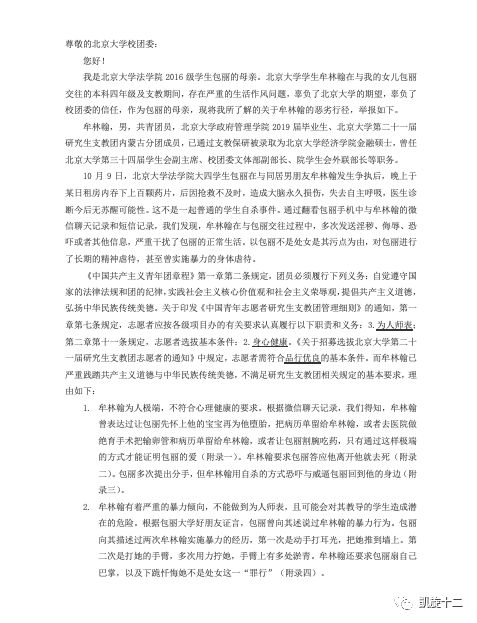 尊敬的北京大学校团委:
您好!
我是北京大学法学院 2016 级学生包丽的母亲。北京大学学生牟林翰在与我的女儿包丽
交往的本科四年级及支教期间，存在严重的生活作风问题，辜负了北京大学的期望，辜负了
校团委的信任，作为包丽的母亲，现将我所了解的关于牟林翰的恶劣行径，举报如下。
牟林翰，男，共青团员，北京大学政府管理学院 2019 届毕业生、北京大学第二十一届
研究生支教团内蒙古分团成员，已通过支教保研被录取为北京大学经济学院金融硕士，曾任
北京大学第三十四届学生会副主席、校团委文体部副部长、院学生会外联部长等职务。
10 月 9 日，北京大学法学院大四学生包丽在与同居男朋友牟林翰发生争执后，晚上于
某日租房内吞下上百颗药片，后因抢救不及时，造成大脑永久损伤，失去自主呼吸，医生诊
断今后无苏醒可能性。这不是一起普通的学生自杀事件。通过翻看包丽手机中与牟林翰的微
信聊天记录和短信记录，我们发现，牟林翰在与包丽交往过程中，多次发送淫秽、侮辱、恐
吓或者其他信息，严重干扰了包丽的正常生活。以包丽不是处女是其污点为由，对包丽进行
了长期的精神虐待，甚至曾实施暴力的身体虐待。
《中国共产主义青年团章程》第一章第二条规定，团员必须履行下列义务：自觉遵守国
家的法律法规和团的纪律，实践社会主义核心价值观和社会主义荣辱观，提倡共产主义道德，
弘扬中华民族传统美德。关于印发《中国青年志愿者研究生支教团管理细则》的通知，第一
章第七条规定，志愿者应按各级项目办的有关要求认真履行以下职责和义务：3.为人师表；
第二章第十一条规定，志愿者选拔基本条件：2.身心健康。《关于招募选拔北京大学第二十
一届研究生支教团志愿者的通知》中规定，志愿者需符合品行优良的基本条件。而牟林翰已
严重践踏共产主义道德与中华民族传统美德，不满足研究生支教团相关规定的基本要求，理
由如下：
1. 牟林翰为人极端，不符合心理健康的要求。根据微信聊天记录，我们得知，牟林翰
曾表达过让包丽先怀上他的宝宝再为他堕胎，把病历单留给牟林翰，或者去医院做
绝育手术把输卵管和病历单留给牟林翰，或者让包丽割腕吃药，只有通过这样极端
的方式才能证明包丽的爱（附录一）。牟林翰要求包丽答应他离开他就去死（附录
二）。包丽多次提出分手，但牟林翰用自杀的方式恐吓与威逼包丽回到他的身边（附
录三）。
2. 牟林翰有着严重的暴力倾向，不能做到为人师表，且可能会对其教导的学生造成潜
在的危险。根据包丽大学好朋友证言，包丽曾向其述说过牟林翰的暴力行为。包丽
向其描述过两次牟林翰实施暴力的经历，第一次是动手打耳光，把她推到墙上。第
二次是打她的手臂，多次用力拧她，手臂上有多处淤青。牟林翰还要求包丽扇自己
巴掌，以及下跪忏悔她不是处女这一“罪行”（附录四）。
凯旋十二